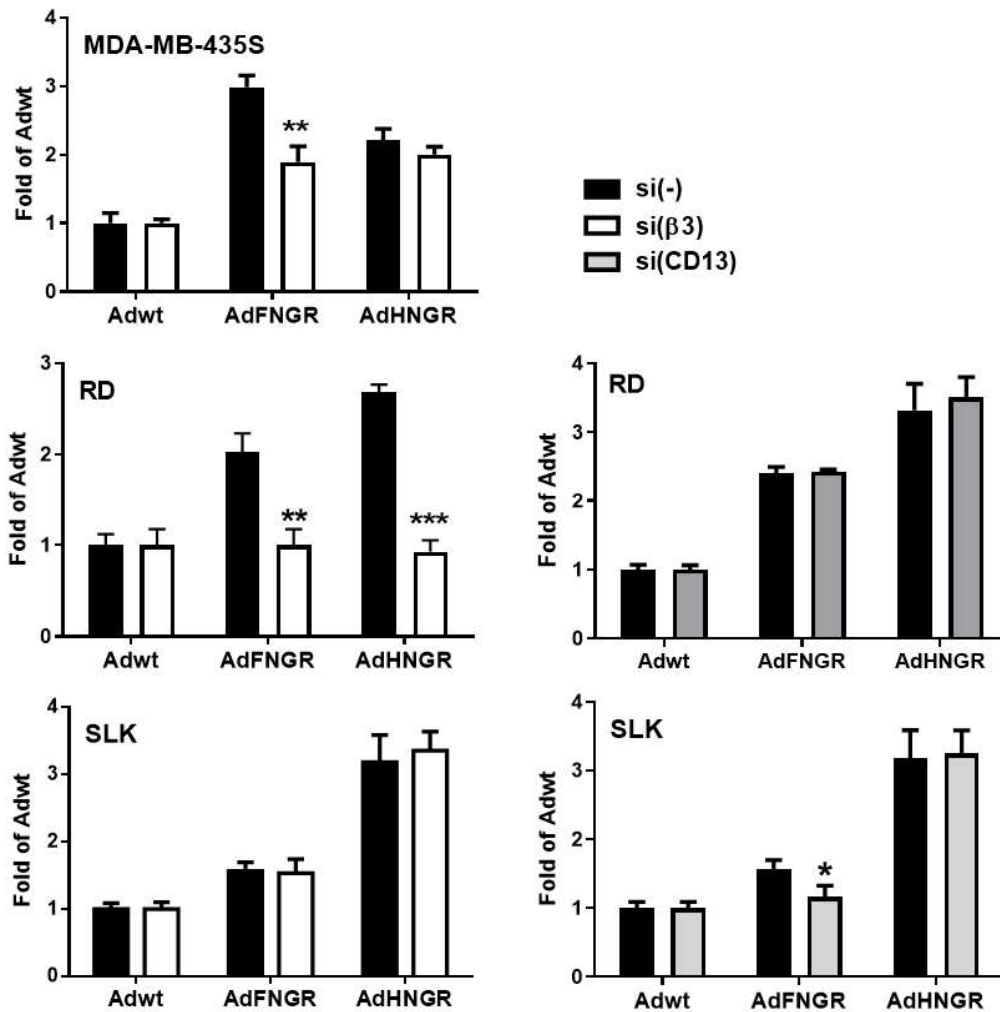 MDA-MB-435S
Fold of Adwt
4
3
2
1
0
**
Adwt AdFNGR AdHNGR
si(-)
si(β3)
si(CD13)
RD
Fold of Adwt
3
2
1
0
** ***
Adwt AdFNGR AdHNGR
RD
Fold of Adwt
4
3
2
1
0
Adwt AdFNGR AdHNGR
SLK
Fold of Adwt
4
3
2
1
0
Adwt AdFNGR AdHNGR
SLK
Fold of Adwt
4
3
2
1
0
*
Adwt AdFNGR AdHNGR